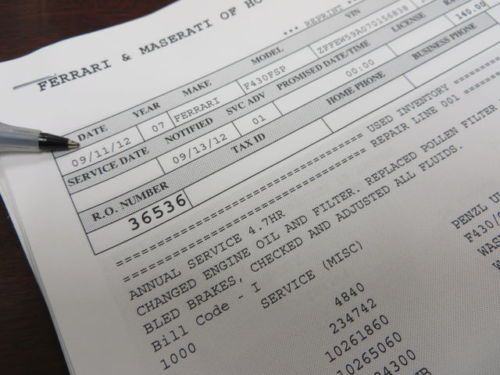 FERRARI & MASERATI OF
*** REPRINT ***
DATE YEAR MAKE MODEL VIN LICENSE
09/11/12 07 FERRARI F430FSP
SERVICE DATE NOTIFIED SVC ADV PROMISED DATE/TIME
09/13/12 01 00:00
R.O. NUMBER TAX ID HOME PHONE BUSINESS PHONE
36536
USED INVENTORY
REPAIR LINE 001
ANNUAL SERVICE 4.7HR
CHANGED ENGINE OIL AND FILTER. REPLACED POLLEN FILTER
BLED BRAKES, CHECKED AND ADJUSTED ALL FLUIDS.
Bill Code - I SERVICE (MISC)
1000 4840 PENZL
234742 F430
10261860
10265060